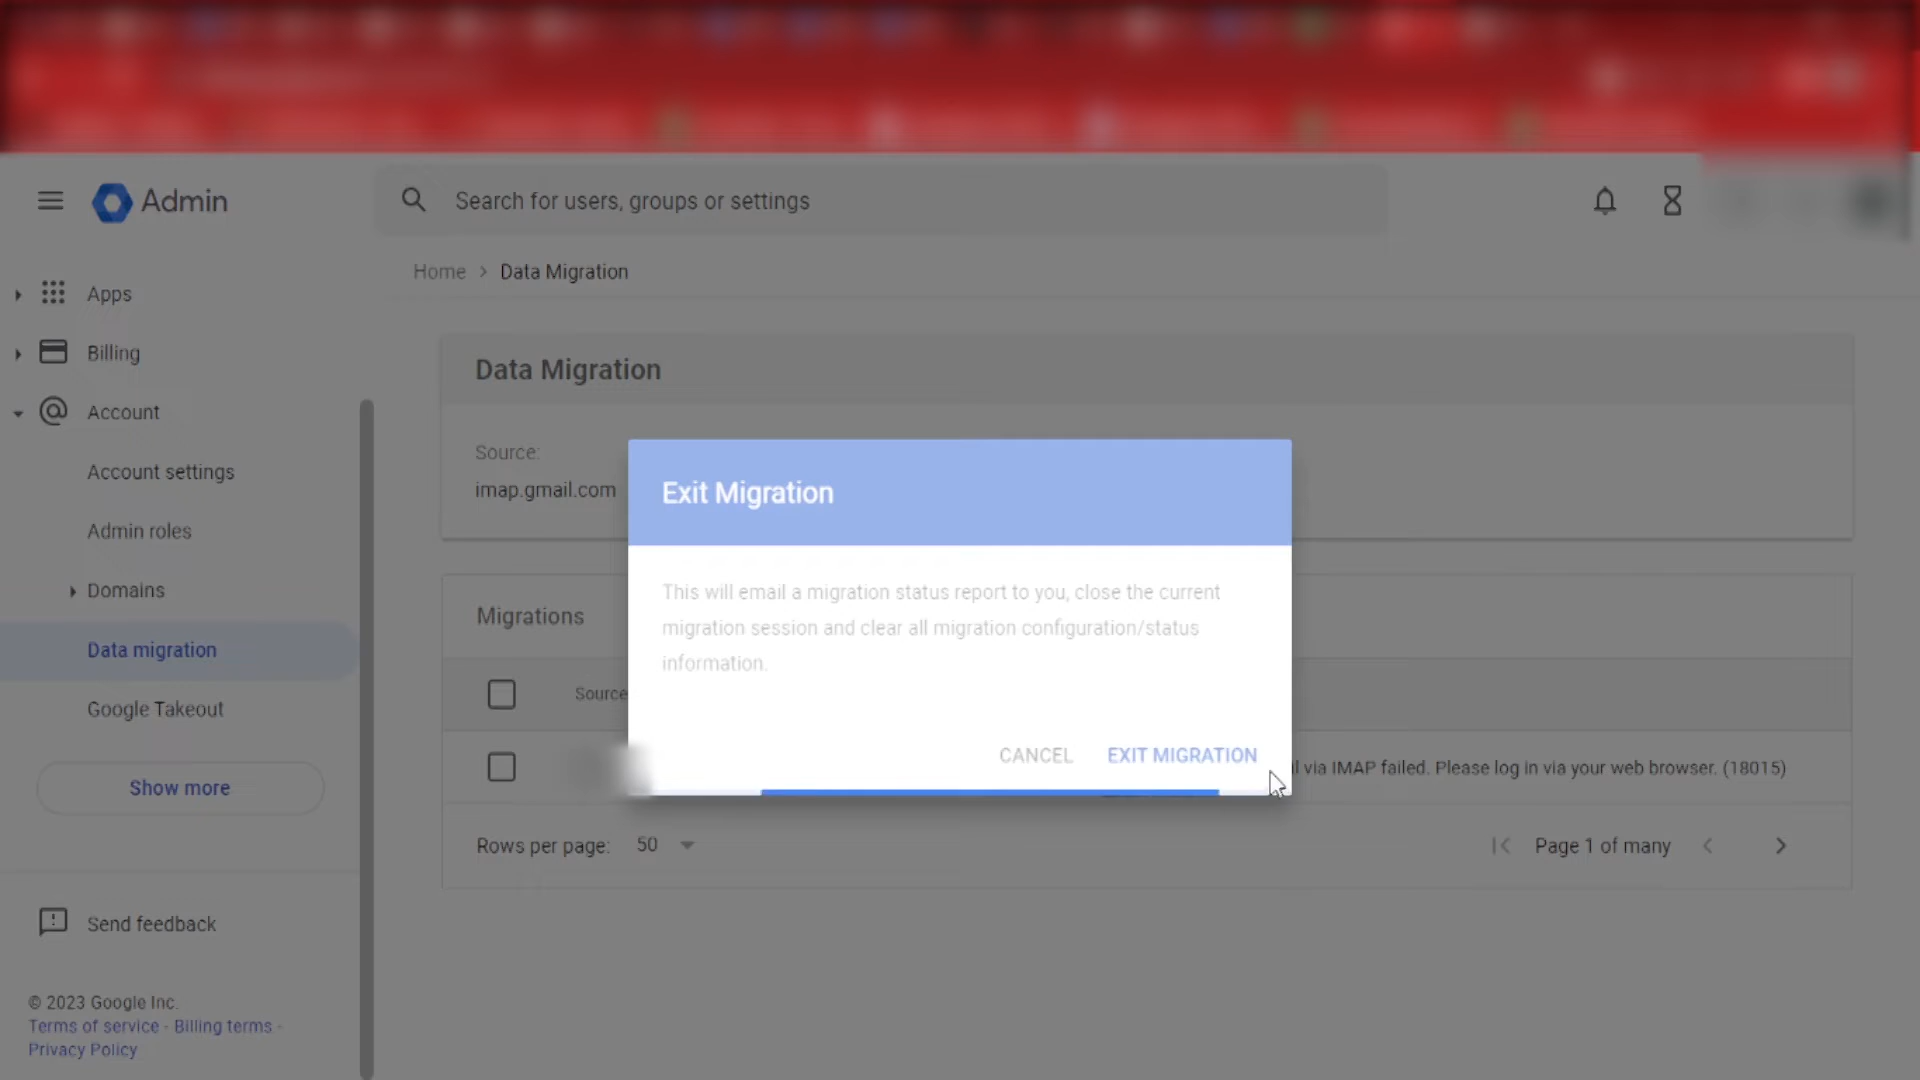 Admin
Search for users, groups or settings
Home > Data Migration
Apps
Billing
Account
Account settings
Admin roles
Domains
Data migration
Google Takeout
Show more
Send feedback
© 2023 Google Inc.
Terms of service - Billing terms -
Privacy Policy
Data Migration
Source:
imap.gmail.com
Migrations
Source
via IMAP failed. Please log in via your web browser. (18015)
Rows per page: 50
Page 1 of many
Exit Migration
This will email a migration status report to you, close the current
migration session and clear all migration configuration/status
information.
CANCEL
EXIT MIGRATION